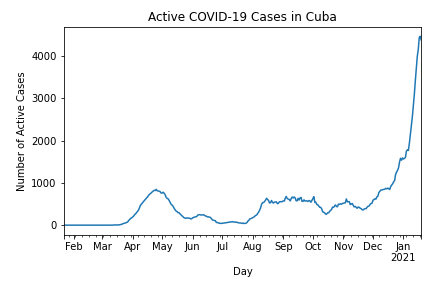 Active COVID-19 Cases in Cuba
Number of Active Cases
4000
3000
2000
1000
0
Feb Mar Apr May Jun Jul Aug Sep Oct Nov Dec Jan
2021
Day